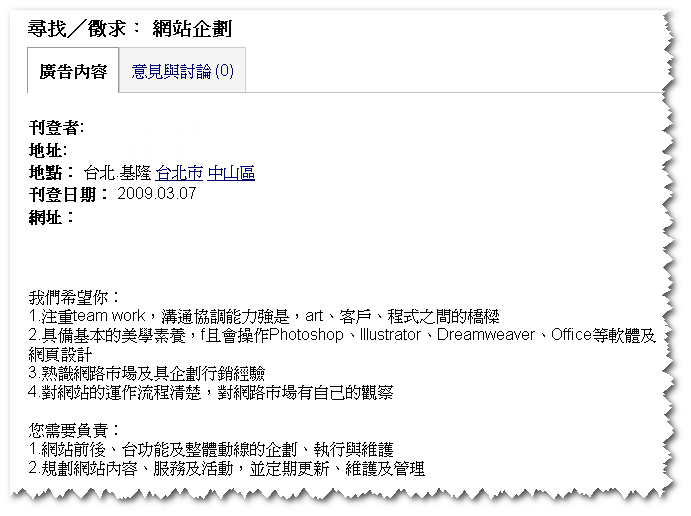 尋找／徵求： 網站企劃
廣告內容 意見與討論 (0)
刊登者:
地址:
地點： 台北.基隆 台北市 中山區
刊登日期： 2009.03.07
網址：
我們希望你：
1.注重team work，溝通協調能力強是，art、客戶、程式之間的橋樑
2.具備基本的美學素養，f且會操作Photoshop、Illustrator、Dreamweaver、Office等軟體及
網頁設計
3.熟識網路市場及具企劃行銷經驗
4.對網站的運作流程清楚，對網路市場有自己的觀察
您需要負責：
1.網站前後、台功能及整體動線的企劃、執行與維護
2.規劃網站內容、服務及活動，並定期更新、維護及管理